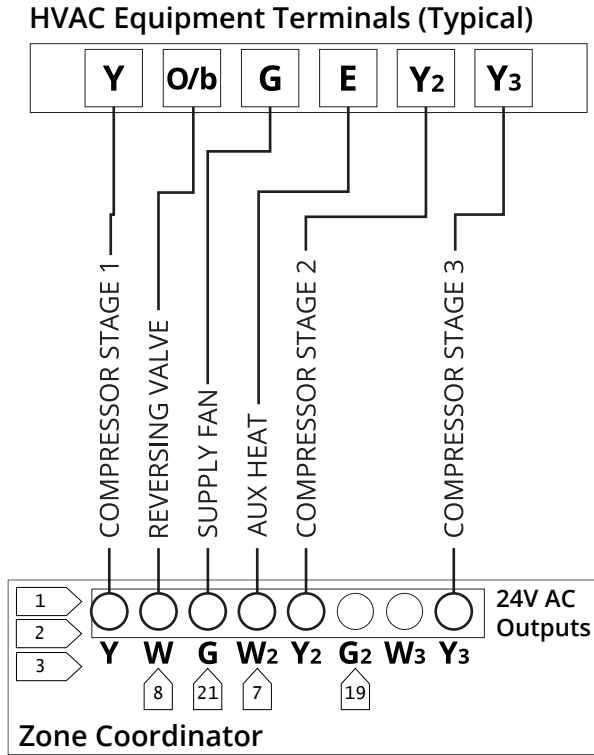 HVAC Equipment Terminals (Typical)
Y O/b G E Y2 Y3
COMPRESSOR STAGE 1
REVERSING VALVE
SUPPLY FAN
AUX HEAT
COMPRESSOR STAGE 2
COMPRESSOR STAGE 3
1
2
3
24V AC
Outputs
Y W G W2 Y2 G2 W3 Y3
8 21 7 19
Zone Coordinator